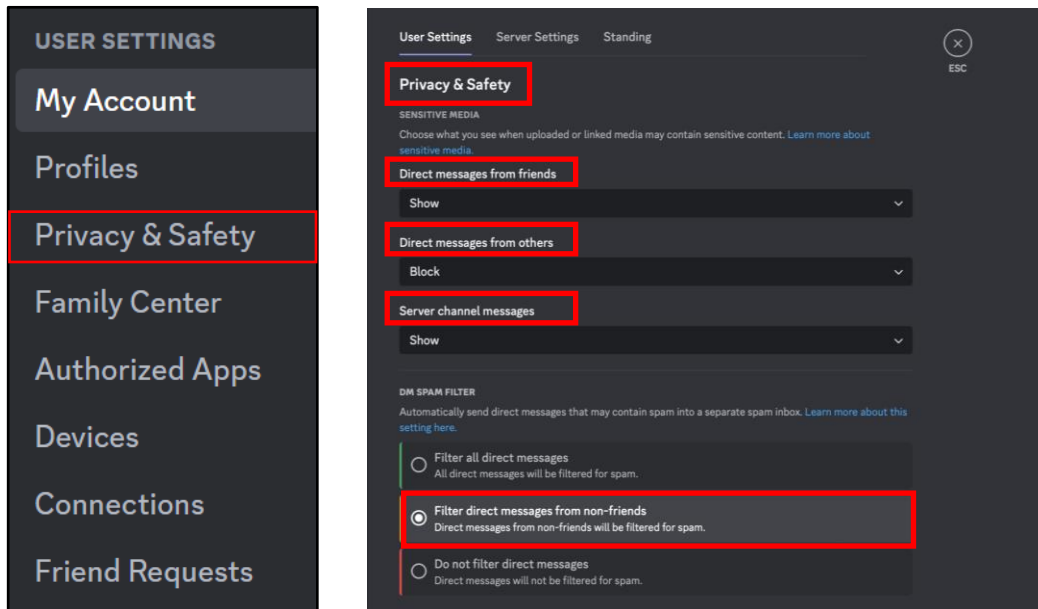 USER SETTINGS
My Account
Profiles
Privacy & Safety
Family Center
Authorized Apps
Devices
Connections
Friend Requests
User Settings Server Settings Standing
ESC
Privacy & Safety
SENSITIVE MEDIA
Choose what you see when uploaded or linked media may contain sensitive content. Learn more about
sensitive media.
Direct messages from friends
Show
Direct messages from others
Block
Server channel messages
Show
DM SPAM FILTER
Automatically send direct messages that may contain spam into a separate spam inbox. Learn more about this
setting here.
Filter all direct messages
All direct messages will be filtered for spam.
Filter direct messages from non-friends
Direct messages from non-friends will be filtered for spam.
Do not filter direct messages
Direct messages will not be filtered for spam.